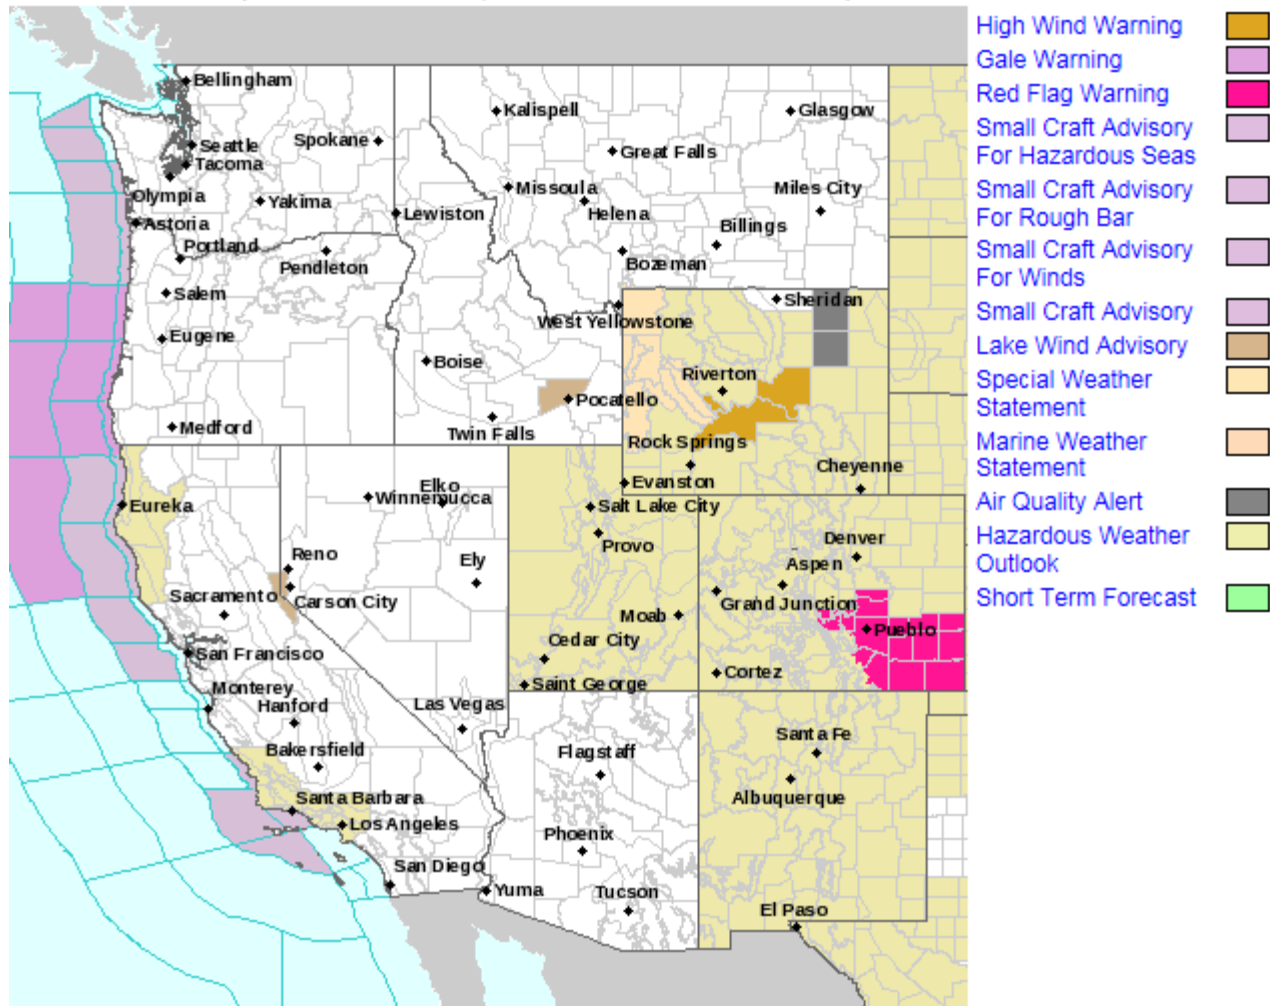 High Wind Warning
Gale Warning
Red Flag Warning
Small Craft Advisory
For Hazardous Seas
Small Craft Advisory
For Rough Bar
Small Craft Advisory
For Winds
Small Craft Advisory
Lake Wind Advisory
Special Weather
Statement
Marine Weather
Statement
Air Quality Alert
Hazardous Weather
Outlook
Short Term Forecast
Bellingham
Kalispell
Glasgow
Seattle
Spokane
Great Falls
Tacoma
Olympia
Yakima
Missoula
Miles City
Lewiston
Helena
Astoria
Billings
Portland
Pendleton
Bozeman
Salem
Sheridan
West Yellowstone
Eugene
Boise
Riverton
Pocatello
Medford
Twin Falls
Rock Springs
Cheyenne
Evanston
Elko
Winnemucca
Eureka
Salt Lake City
Provo
Denver
Reno
Ely
Aspen
Sacramento
Carson City
Grand Junction
Moab
Pueblo
San Francisco
Cedar City
Cortez
Monterey
Saint George
Hanford
Las Vegas
Bakersfield
Flagstaff
Santa Fe
Santa Barbara
Albuquerque
Los Angeles
Phoenix
San Diego
Yuma
Tucson
El Paso